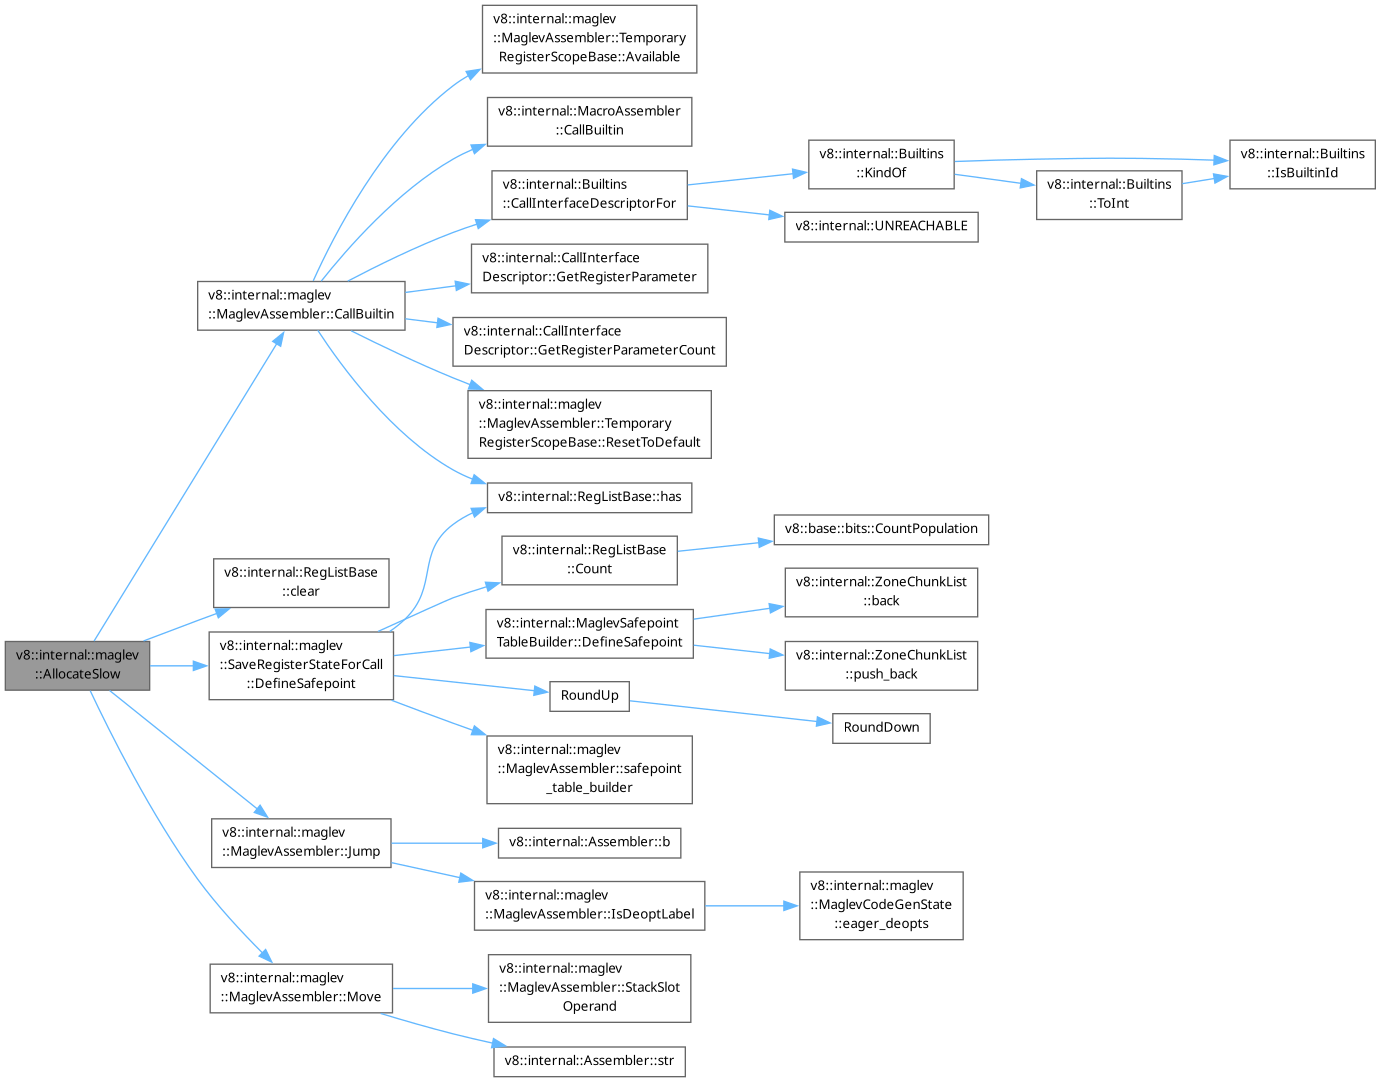 v8::internal::maglev
::MaglevAssembler::Temporary
RegisterScopeBase::Available
v8::internal::MacroAssembler
::CallBuiltin
v8::internal::Builtins
::KindOf
v8::internal::Builtins
::IsBuiltinId
v8::internal::Builtins
::CallInterfaceDescriptorFor
v8::internal::Builtins
::ToInt
v8::internal::UNREACHABLE
v8::internal::CallInterface
Descriptor::GetRegisterParameter
v8::internal::maglev
::MaglevAssembler::CallBuiltin
v8::internal::CallInterface
Descriptor::GetRegisterParameterCount
v8::internal::maglev
::MaglevAssembler::Temporary
RegisterScopeBase::ResetToDefault
v8::internal::RegListBase::has
v8::base::bits::CountPopulation
v8::internal::RegListBase
::Count
v8::internal::RegListBase
::clear
v8::internal::ZoneChunkList
::back
v8::internal::MaglevSafepoint
TableBuilder::DefineSafepoint
v8::internal::maglev
::SaveRegisterStateForCall
::DefineSafepoint
v8::internal::maglev
::AllocateSlow
v8::internal::ZoneChunkList
::push_back
RoundUp
RoundDown
v8::internal::maglev
::MaglevAssembler::safepoint
_table_builder
v8::internal::maglev
::MaglevAssembler::Jump
v8::internal::Assembler::b
v8::internal::maglev
::MaglevAssembler::IsDeoptLabel
v8::internal::maglev
::MaglevCodeGenState
::eager_deopts
v8::internal::maglev
::MaglevAssembler::Move
v8::internal::maglev
::MaglevAssembler::StackSlot
Operand
v8::internal::Assembler::str